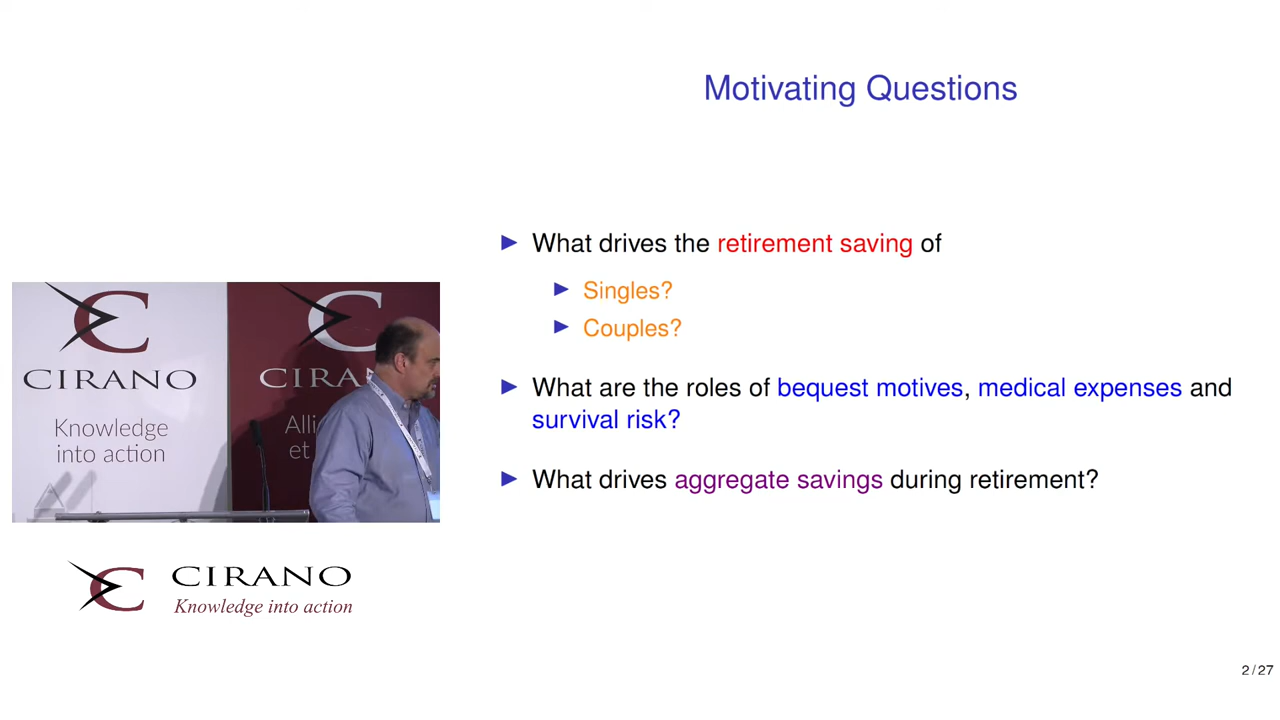 Motivating Questions
What drives the retirement saving of
Singles?
Couples?
What are the roles of bequest motives, medical expenses and
survival risk?
What drives aggregate savings during retirement?
CIRANO
Knowledge
into action
CIRA
Alli
et
CIRANO
Knowledge into action
2 / 27